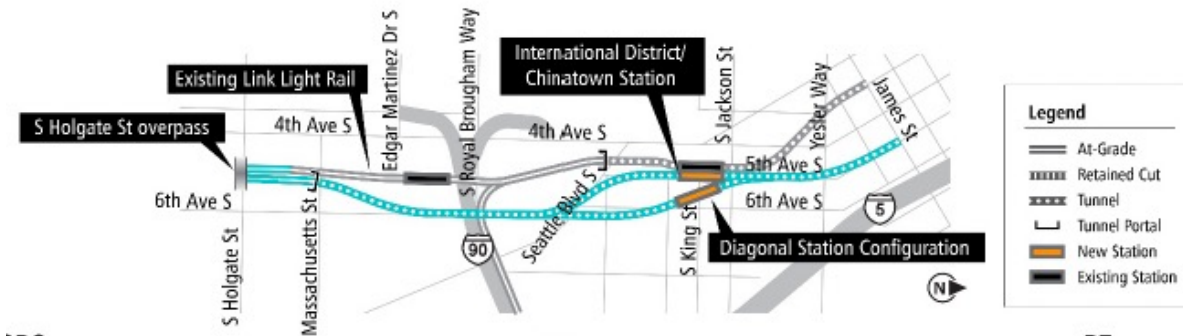 International District/
Chinatown Station
Existing Link Light Rail
S Holgate St overpass
Edgar Martinez Dr S
S Royal Brougham Way
S Jackson St
Yesler Way
James St
4th Ave S
4th Ave S
5th Ave S
6th Ave S
6th Ave S
Seattle Blvd S
S King St
5
90
Diagonal Station Configuration
S Holgate St
Massachusetts St
N
Legend
At-Grade
Retained Cut
Tunnel
Tunnel Portal
New Station
Existing Station